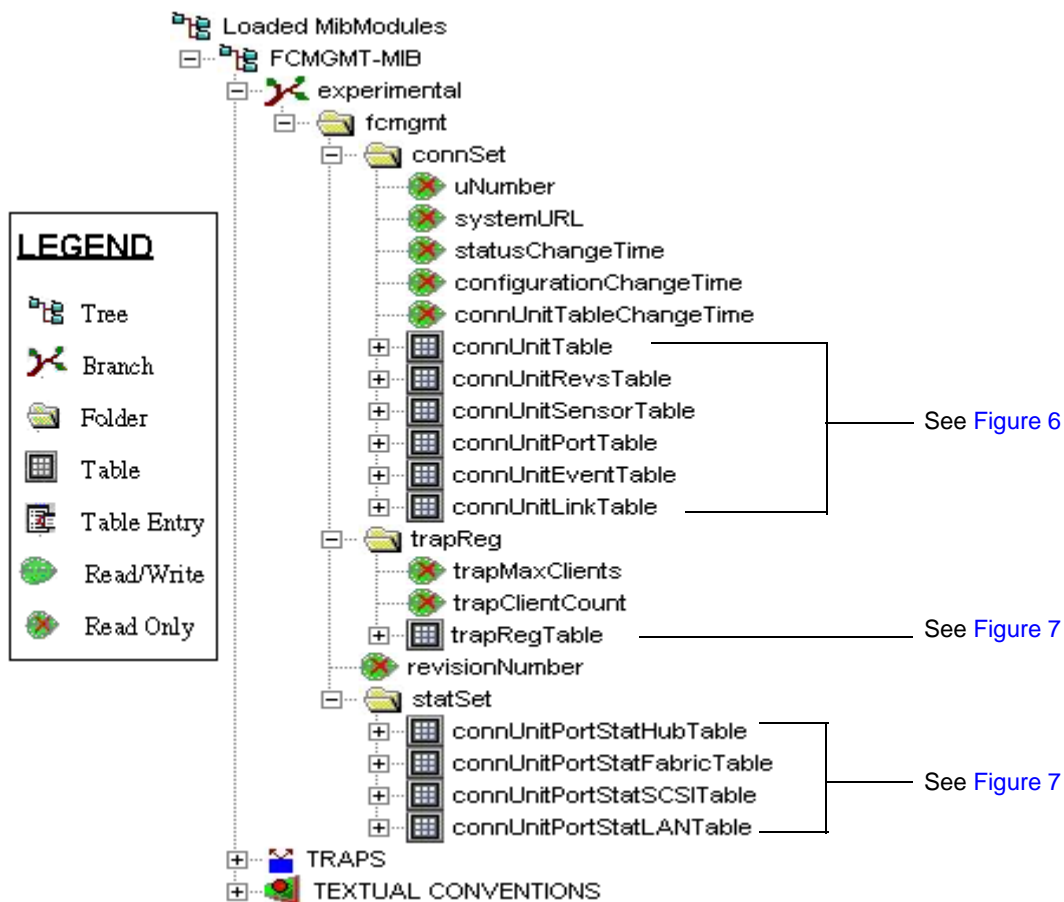 Loaded MibModules
FCMGMT-MIB
experimental
fcmgmt
connSet
uNumber
systemURL
statusChangeTime
configurationChangeTime
connUnitTableChangeTime
connUnitTable
connUnitRevsTable
connUnitSensorTable
connUnitPortTable
connUnitEventTable
connUnitLinkTable
See Figure 6
trapReg
trapMaxClients
trapClientCount
trapRegTable
See Figure 7
revisionNumber
statSet
connUnitPortStatHubTable
connUnitPortStatFabricTable
connUnitPortStatSCSITable
connUnitPortStatLANTable
See Figure 7
TRAPS
TEXTUAL CONVENTIONS
LEGEND
Tree
Branch
Folder
Table
Table Entry
Read/Write
Read Only